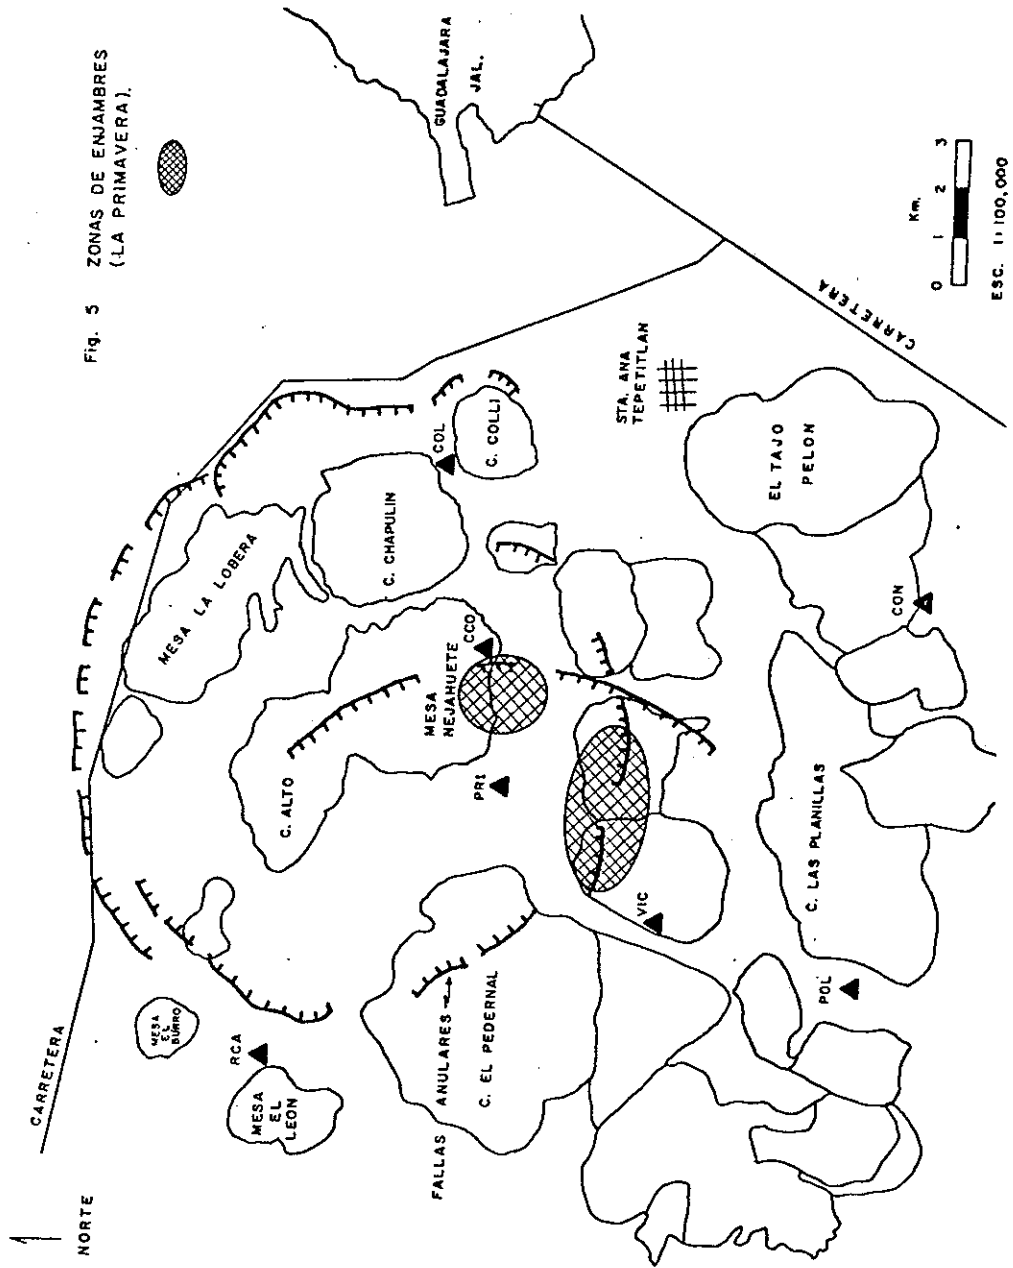 Fig. 5 ZONAS DE ENJAMBRES
(LA PRIMAVERA).
NORTE
CARRETERA
MESA
EL
BURRO
RCA
MESA
EL
LEON
FALLAS ANULARES
C. EL PEDERNAL
C. ALTO
MESA LA LOBERA
C. CHAPULIN
COL
C. COLLI
MESA
NEJAHUETE
CCO
PRI
VIC
POL
C. LAS PLANILLAS
CON
EL TAJO
PELON
STA. ANA
TEPETITLAN
GUADALAJARA
JAL.
CARRETERA
Km.
0 1 2 3
ESC. 1:100,000